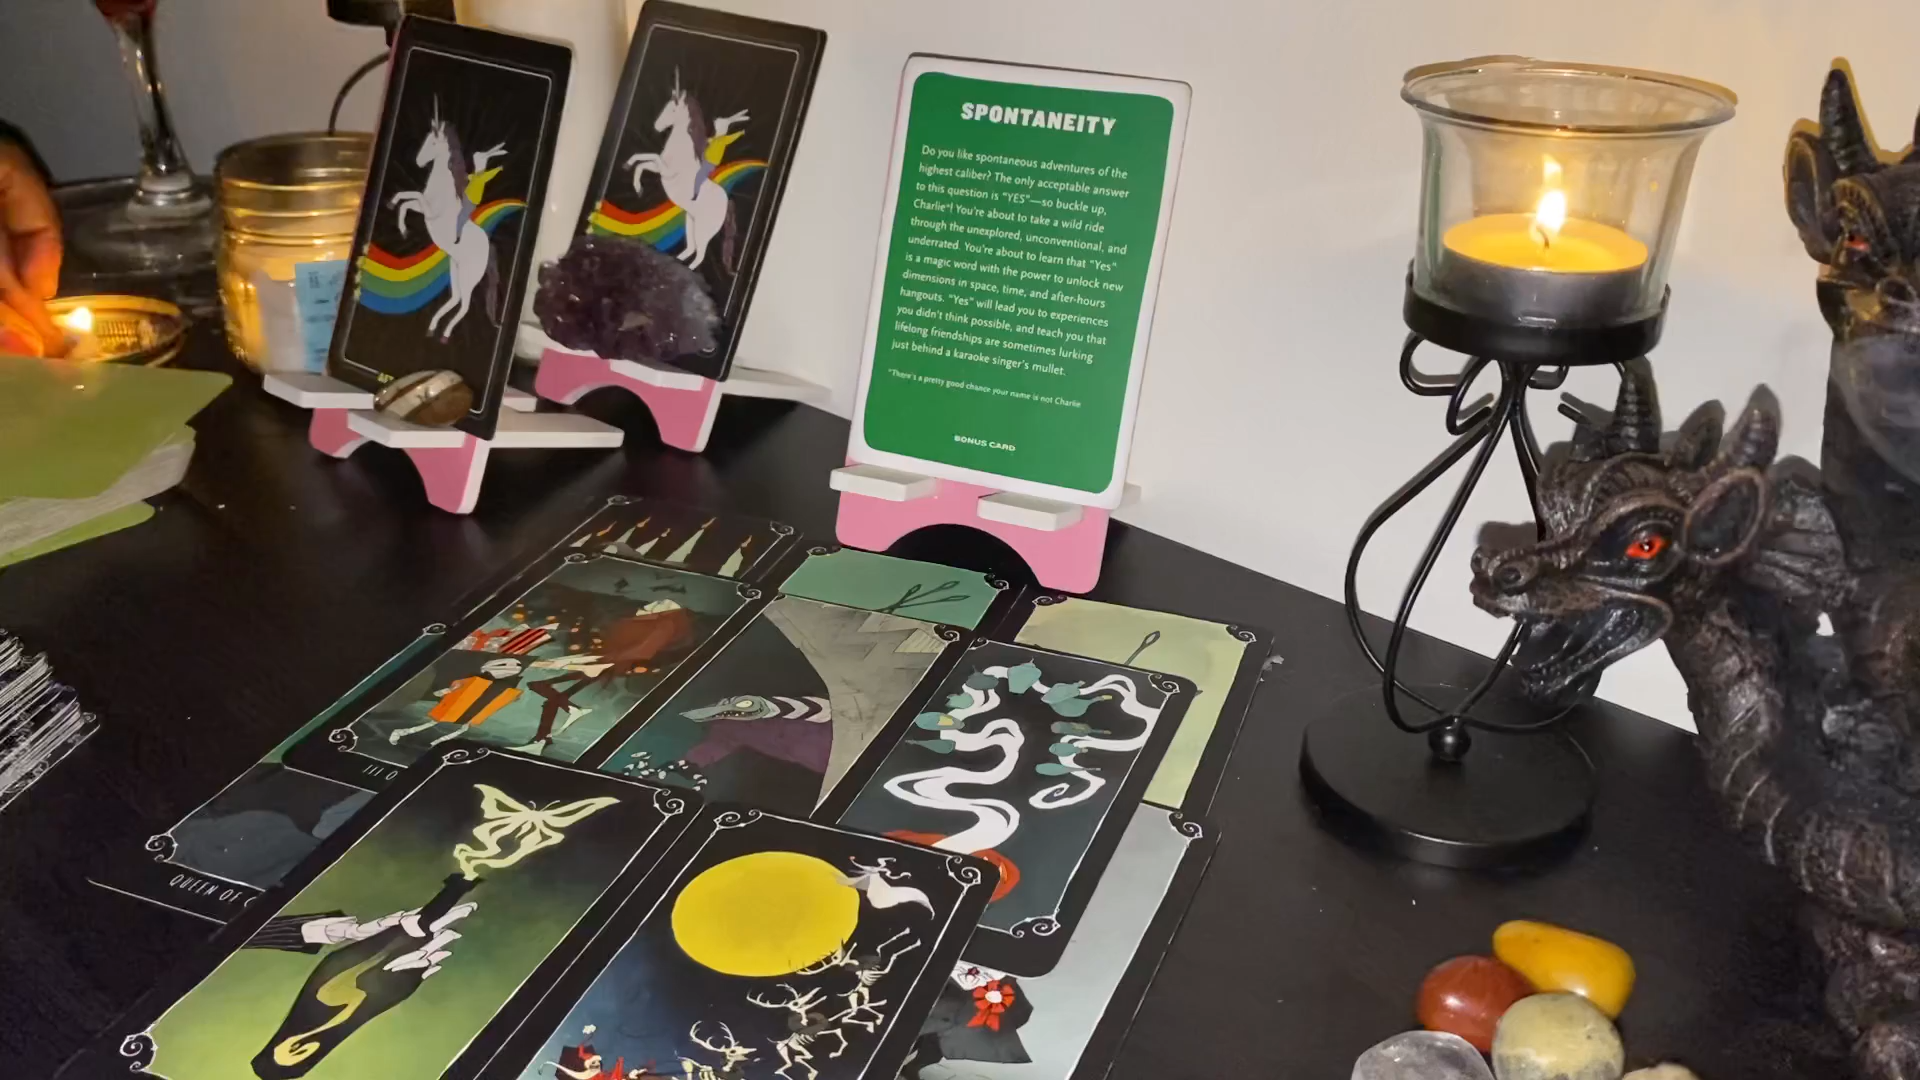 SPONTANEITY
Do you like spontaneous adventures of the
highest caliber? The only acceptable answer
to this question is "YES"—so buckle up,
Charlie*! You're about to take a wild ride
through the unexplored, unconventional, and
underrated. You're about to learn that "Yes"
is a magic word with the power to unlock new
dimensions in space, time, and after-hours
hangouts. "Yes" will lead you to experiences
you didn't think possible, and teach you that
lifelong friendships are sometimes lurking
just behind a karaoke singer's mullet.
*There's a pretty good chance your name is not Charlie
BONUS CARD
III O
QUEEN OF